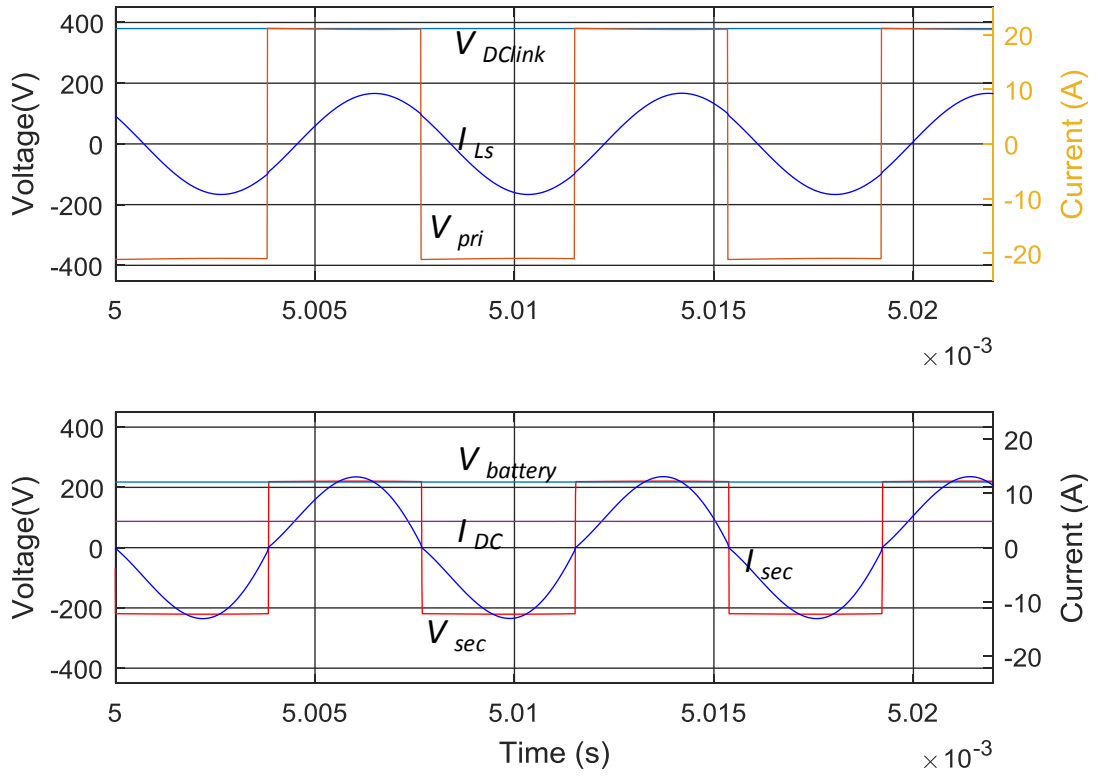 400
200
0
-200
-400
Voltage(V)
V DClink
I Ls
V pri
20
10
0
-10
-20
Current (A)
5 5.005 5.01 5.015 5.02
×10-3
400
200
0
-200
-400
Voltage(V)
V battery
I DC
I sec
V sec
20
10
0
-10
-20
Current (A)
5 5.005 5.01 5.015 5.02
Time (s)
×10-3